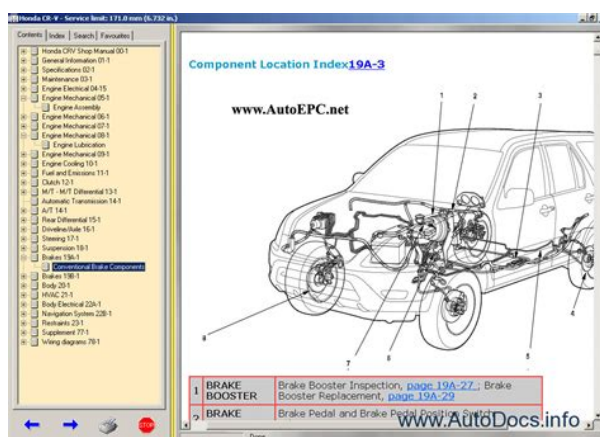 Honda CR-V - Service limit: 171.0 mm (6.732 in.)
Contents Index Search Favourites
Honda CRV Shop Manual 00-1
General Information 01-1
Specifications 02-1
Maintenance 03-1
Engine Electrical 04-15
Engine Mechanical 05-1
Engine Assembly
Engine Mechanical 06-1
Engine Mechanical 07-1
Engine Mechanical 08-1
Engine Lubrication
Engine Mechanical 09-1
Engine Cooling 10-1
Fuel and Emissions 11-1
Clutch 12-1
M/T - M/T Differential 13-1
Automatic Transmission 14-1
A/T 14-1
Rear Differential 15-1
Driveline/Axle 16-1
Steering 17-1
Suspension 18-1
Brakes 19A-1
Conventional Brake Components
Brakes 19B-1
Body 20-1
HVAC 21-1
Body Electrical 22A-1
Navigation System 22B-1
Restraints 23-1
Supplement 77-1
Wiring diagrams 78-1
STOP
Component Location Index19A-3
www.AutoEPC.net
1 2 3
4
5
6
7
1 BRAKE BOOSTER Brake Booster Inspection, page 19A-27 ; Brake
Booster Replacement, page 19A-29
2 BRAKE Brake Pedal and Brake Pedal Position Switch
www.AutoDocs.info